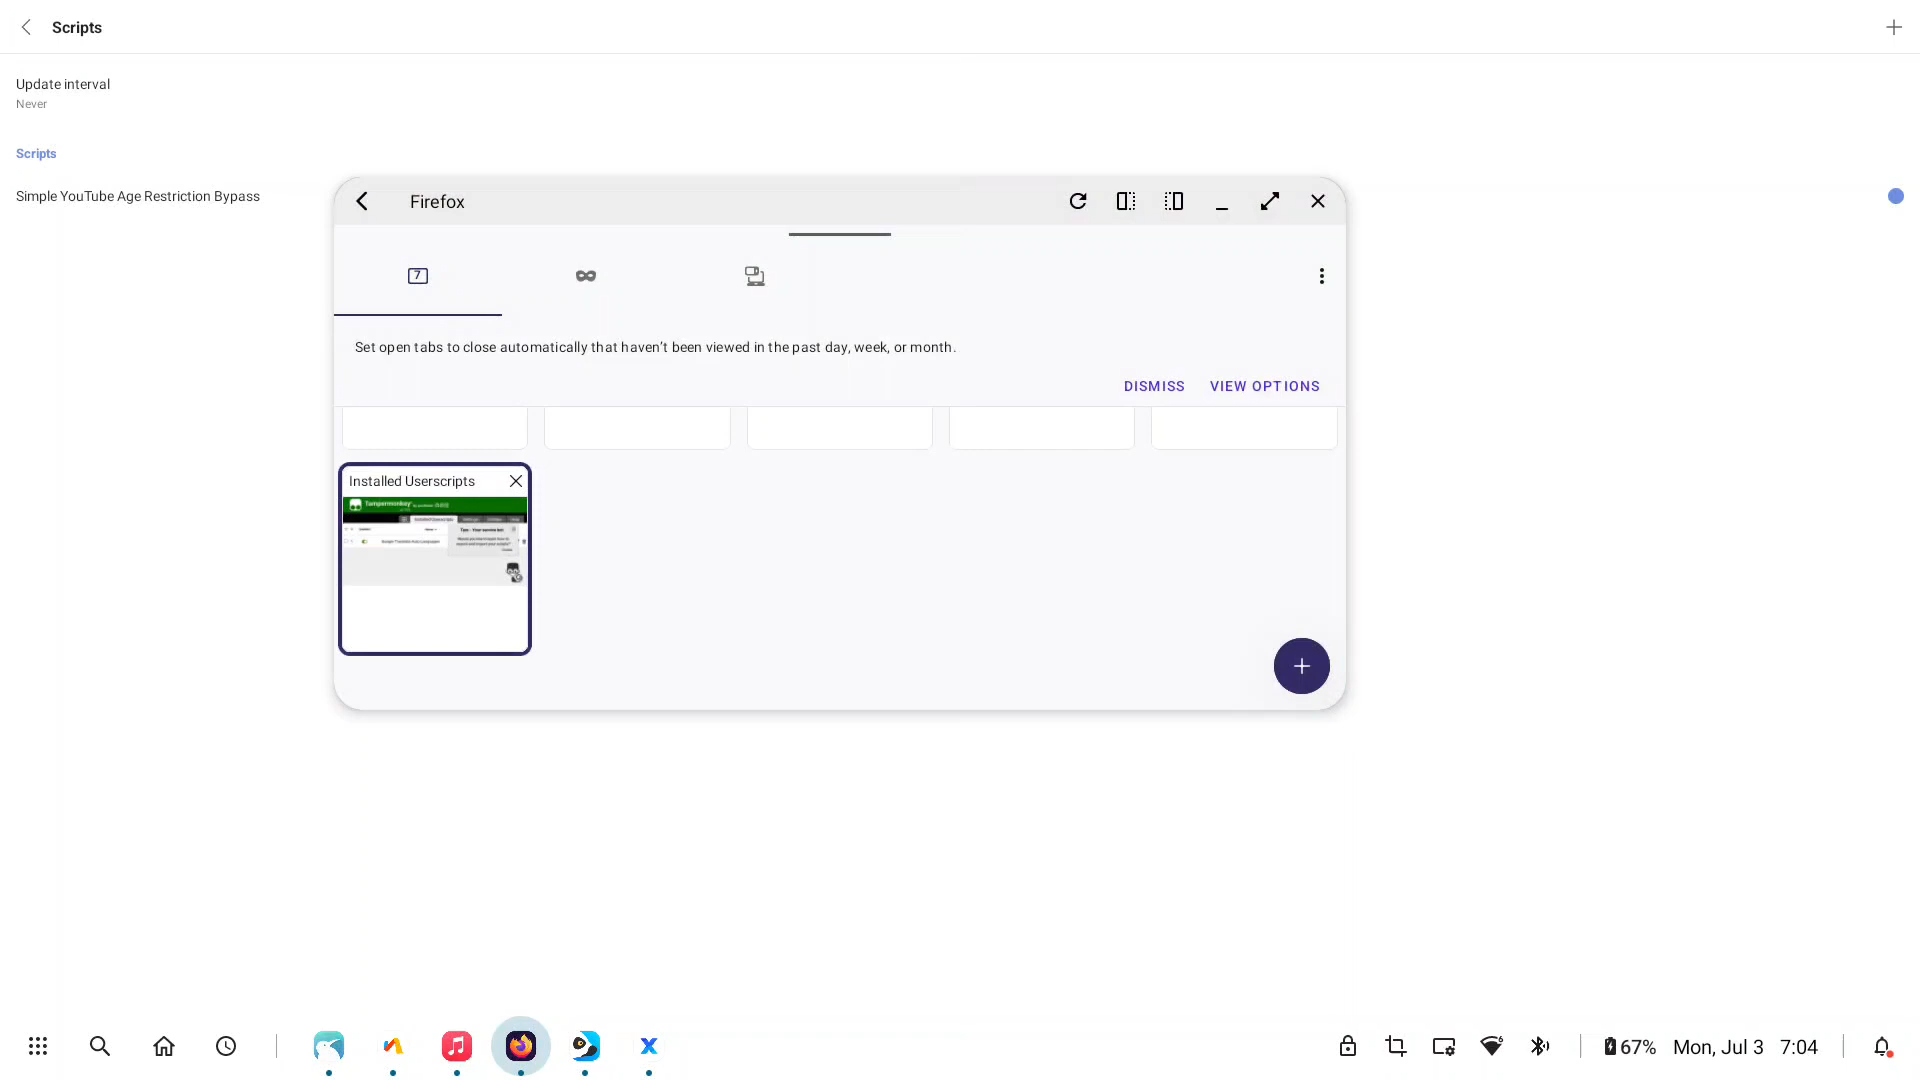 Scripts
Update interval
Never
Scripts
Simple YouTube Age Restriction Bypass
Firefox
7
Set open tabs to close automatically that haven't been viewed in the past day, week, or month.
DISMISS VIEW OPTIONS
Installed Userscripts
Tampermonkey
67% Mon, Jul 3 7:04